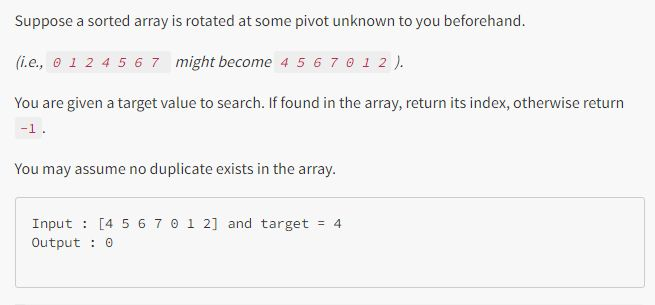 Suppose a sorted array is rotated at some pivot unknown to you beforehand.
(i.e., 0 1 2 4 5 6 7 might become 4 5 6 7 0 1 2 ).
You are given a target value to search. If found in the array, return its index, otherwise return
-1 .
You may assume no duplicate exists in the array.
Input : [4 5 6 7 0 1 2] and target = 4
Output : 0